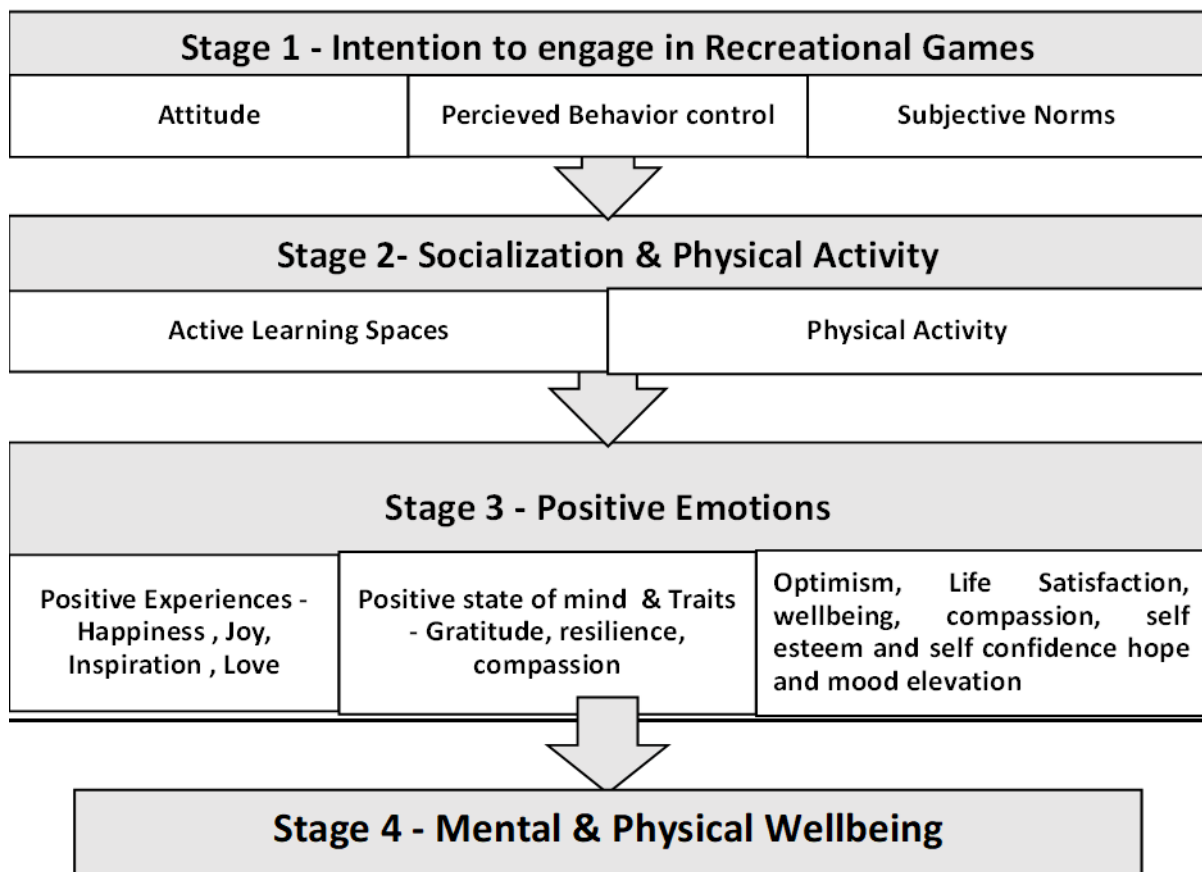 Stage 1 - Intention to engage in Recreational Games
Attitude
Percieved Behavior control
Subjective Norms
Stage 2- Socialization & Physical Activity
Active Learning Spaces
Physical Activity
Stage 3 - Positive Emotions
Positive Experiences -
Happiness , Joy,
Inspiration , Love
Positive state of mind & Traits
- Gratitude, resilience,
compassion
Optimism, Life Satisfaction,
wellbeing, compassion, self
esteem and self confidence hope
and mood elevation
Stage 4 - Mental & Physical Wellbeing